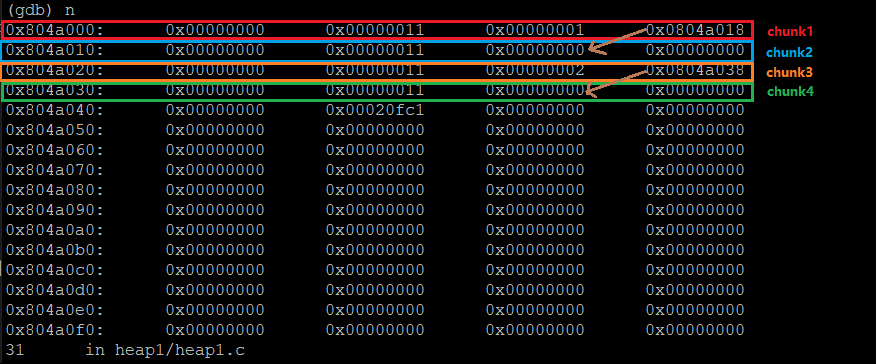 (gdb) n
0x804a000: 0x00000000 0x00000011 0x00000001 0x0804a018 chunk1
0x804a010: 0x00000000 0x00000011 0x00000000 0x00000000 chunk2
0x804a020: 0x00000000 0x00000011 0x00000002 0x0804a038 chunk3
0x804a030: 0x00000000 0x00000011 0x00000000 0x00000000 chunk4
0x804a040: 0x00000000 0x00020fc1 0x00000000 0x00000000
0x804a050: 0x00000000 0x00000000 0x00000000 0x00000000
0x804a060: 0x00000000 0x00000000 0x00000000 0x00000000
0x804a070: 0x00000000 0x00000000 0x00000000 0x00000000
0x804a080: 0x00000000 0x00000000 0x00000000 0x00000000
0x804a090: 0x00000000 0x00000000 0x00000000 0x00000000
0x804a0a0: 0x00000000 0x00000000 0x00000000 0x00000000
0x804a0b0: 0x00000000 0x00000000 0x00000000 0x00000000
0x804a0c0: 0x00000000 0x00000000 0x00000000 0x00000000
0x804a0d0: 0x00000000 0x00000000 0x00000000 0x00000000
0x804a0e0: 0x00000000 0x00000000 0x00000000 0x00000000
0x804a0f0: 0x00000000 0x00000000 0x00000000 0x00000000
31 in heap1/heap1.c